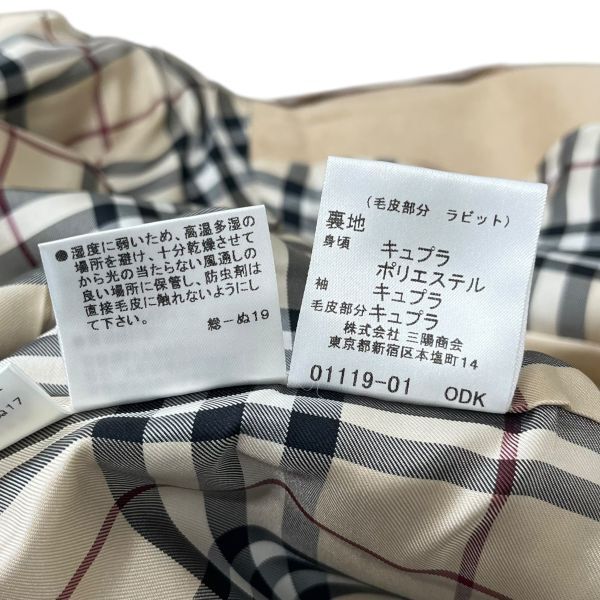 ●湿度に弱いため、高温多湿の
場所を避け、十分乾燥させて
から光の当たらない風通しの
良い場所に保管し、防虫剤は
直接毛皮に触れないようにし
て下さい。
総－ぬ19
(毛皮部分 ラビット)
裏地
身頃 キュプラ
ポリエステル
袖 キュプラ
毛皮部分キュプラ
株式会社 三陽商会
東京都新宿区本塩町14
01119-01 ODK
ぬ17